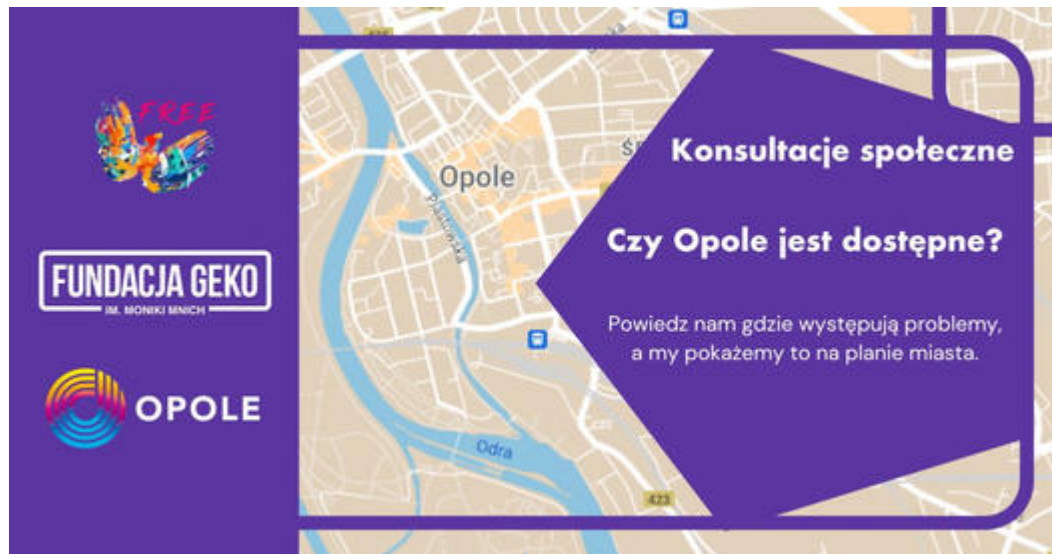 FREE
FUNDACJA GEKO
IM. MONIKI MNICH
OPOLE
Opole
Piastowska
Odra
423
Konsultacje społeczne
Czy Opole jest dostępne?
Powiedz nam gdzie występują problemy,
a my pokażemy to na planie miasta.